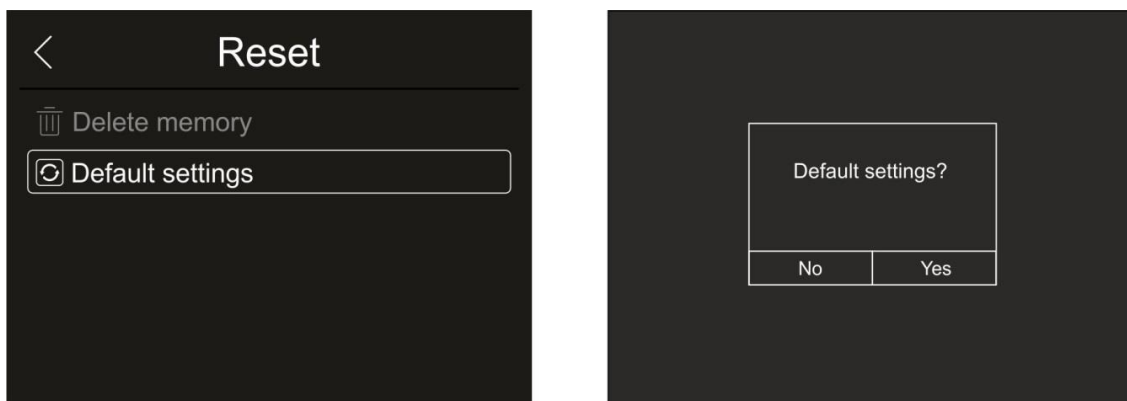 Reset
Delete memory
Default settings
Default settings?
No
Yes